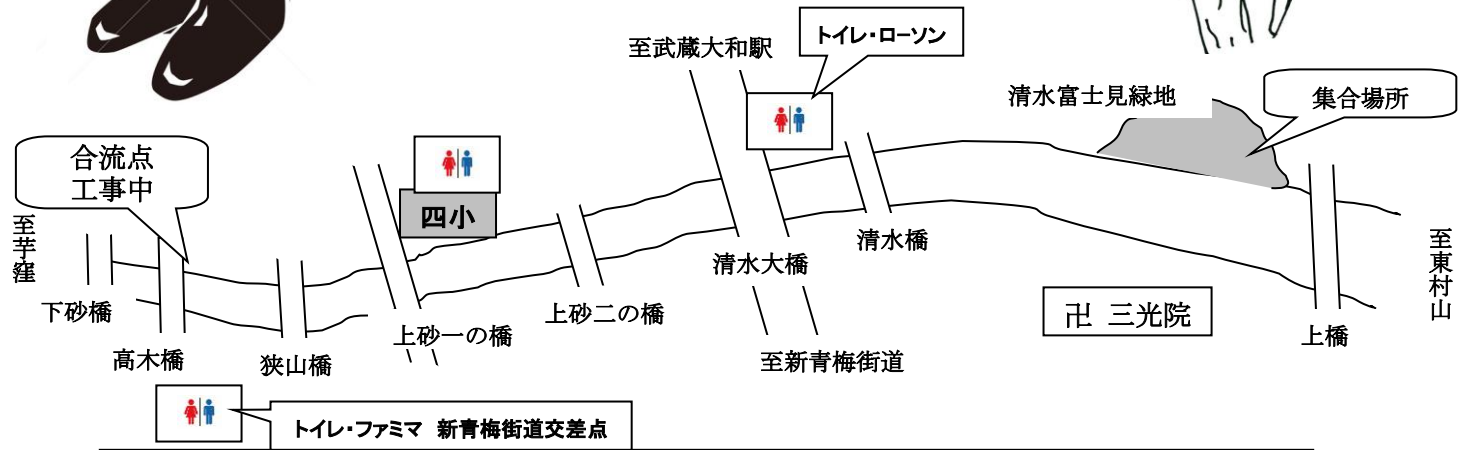 至武蔵大和駅
トイレ・ローソン
清水富士見緑地
集合場所
合流点
工事中
四小
至芋窪
下砂橋
高木橋
狭山橋
上砂一の橋
上砂二の橋
清水大橋
清水橋
至新青梅街道
卍 三光院
上橋
至東村山
トイレ・ファミマ 新青梅街道交差点